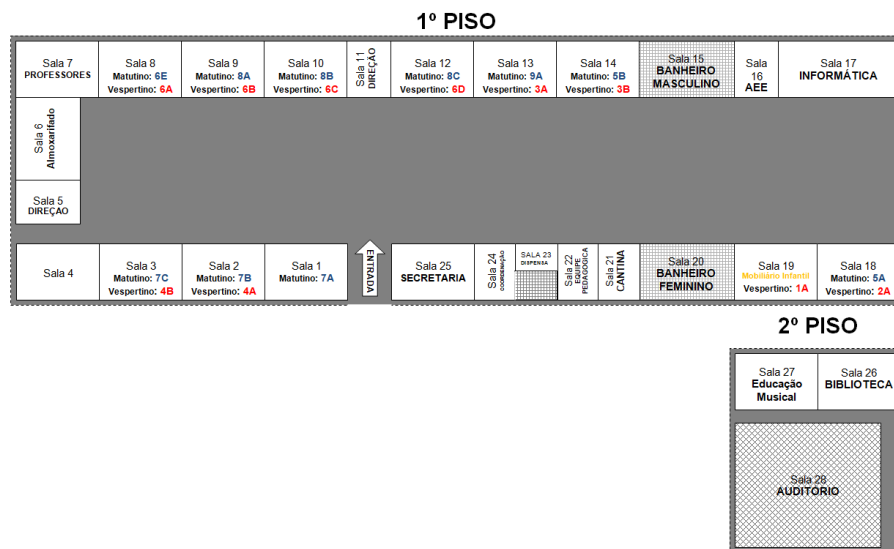 1º PISO
Sala 7
PROFESSORES
Sala 8
Matutino: 6E
Vespertino: 6A
Sala 9
Matutino: 8A
Vespertino: 6B
Sala 10
Matutino: 8B
Vespertino: 6C
Sala 11
DIREÇÃO
Sala 12
Matutino: 8C
Vespertino: 6D
Sala 13
Matutino: 9A
Vespertino: 3A
Sala 14
Matutino: 5B
Vespertino: 3B
Sala 15
BANHEIRO
MASCULINO
Sala
16
AEE
Sala 17
INFORMÁTICA
Sala 6
Almoxarifado
Sala 5
DIREÇAO
Sala 4
Sala 3
Matutino: 7C
Vespertino: 4B
Sala 2
Matutino: 7B
Vespertino: 4A
Sala 1
Matutino: 7A
ENTRADA
Sala 25
SECRETARIA
Sala 24
COORDENAÇÃO
SALA 23
DISPENSA
Sala 22
EQUIPE
PEDAGOGICA
Sala 21
CANTINA
Sala 20
BANHEIRO
FEMININO
Sala 19
Mobiliário Infantil
Vespertino: 1A
Sala 18
Matutino: 5A
Vespertino: 2A
2º PISO
Sala 27
Educação
Musical
Sala 26
BIBLIOTECA
Sala 28
AUDITÓRIO